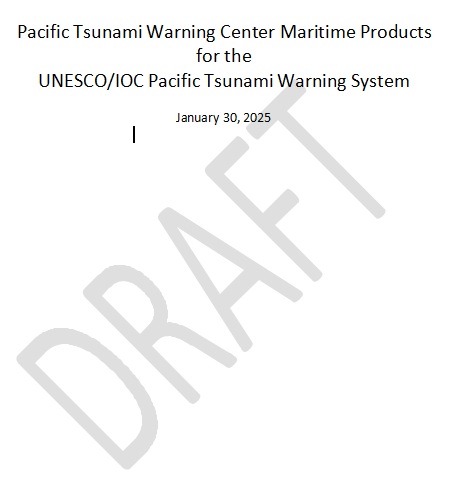 Pacific Tsunami Warning Center Maritime Products
for the
UNESCO/IOC Pacific Tsunami Warning System
January 30, 2025
DRAFT